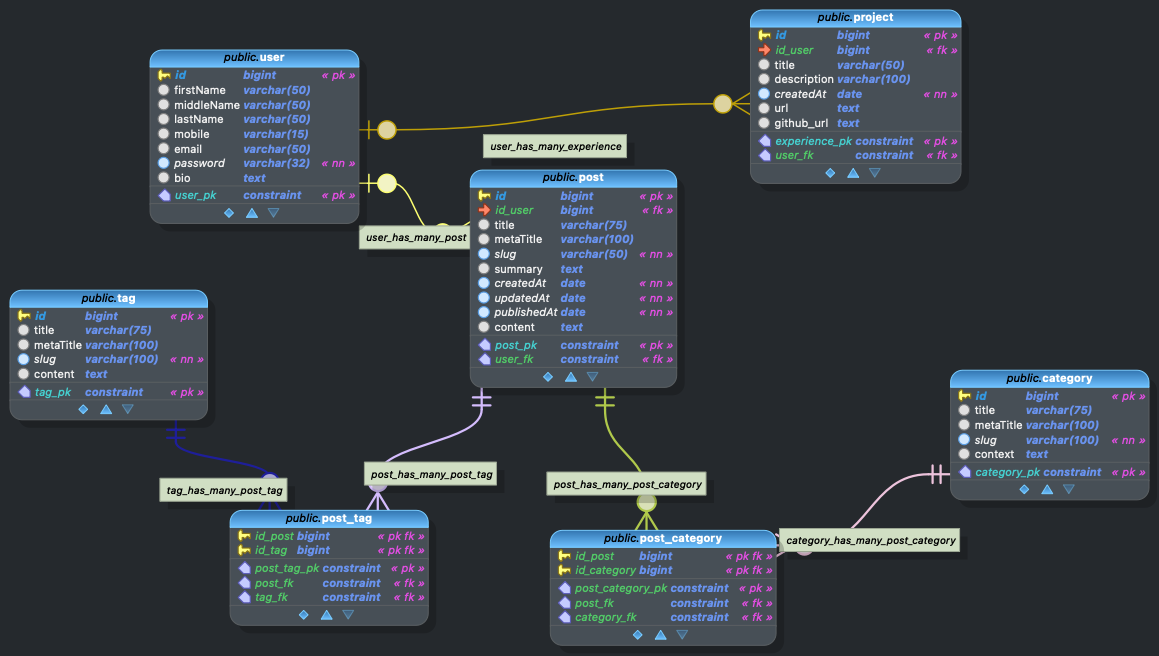 public.project
id bigint « pk »
id_user bigint « fk »
title varchar(50)
description varchar(100)
createdAt date « nn »
url text
github_url text
experience_pk constraint « pk »
user_fk constraint « fk »
public.user
id bigint « pk »
firstName varchar(50)
middleName varchar(50)
lastName varchar(50)
mobile varchar(15)
email varchar(50)
password varchar(32) « nn »
bio text
user_pk constraint « pk »
user_has_many_experience
user_has_many_post
public.post
id bigint « pk »
id_user bigint « fk »
title varchar(75)
metaTitle varchar(100)
slug varchar(50) « nn »
summary text
createdAt date « nn »
updatedAt date « nn »
publishedAt date « nn »
content text
post_pk constraint « pk »
user_fk constraint « fk »
public.tag
id bigint « pk »
title varchar(75)
metaTitle varchar(100)
slug varchar(100) « nn »
content text
tag_pk constraint « pk »
public.category
id bigint « pk »
title varchar(75)
metaTitle varchar(100)
slug varchar(100) « nn »
context text
category_pk constraint « pk »
tag_has_many_post_tag
post_has_many_post_tag
post_has_many_post_category
category_has_many_post_category
public.post_tag
id_post bigint « pk fk »
id_tag bigint « pk fk »
post_tag_pk constraint « pk »
post_fk constraint « fk »
tag_fk constraint « fk »
public.post_category
id_post bigint « pk fk »
id_category bigint « pk fk »
post_category_pk constraint « pk »
post_fk constraint « fk »
category_fk constraint « fk »